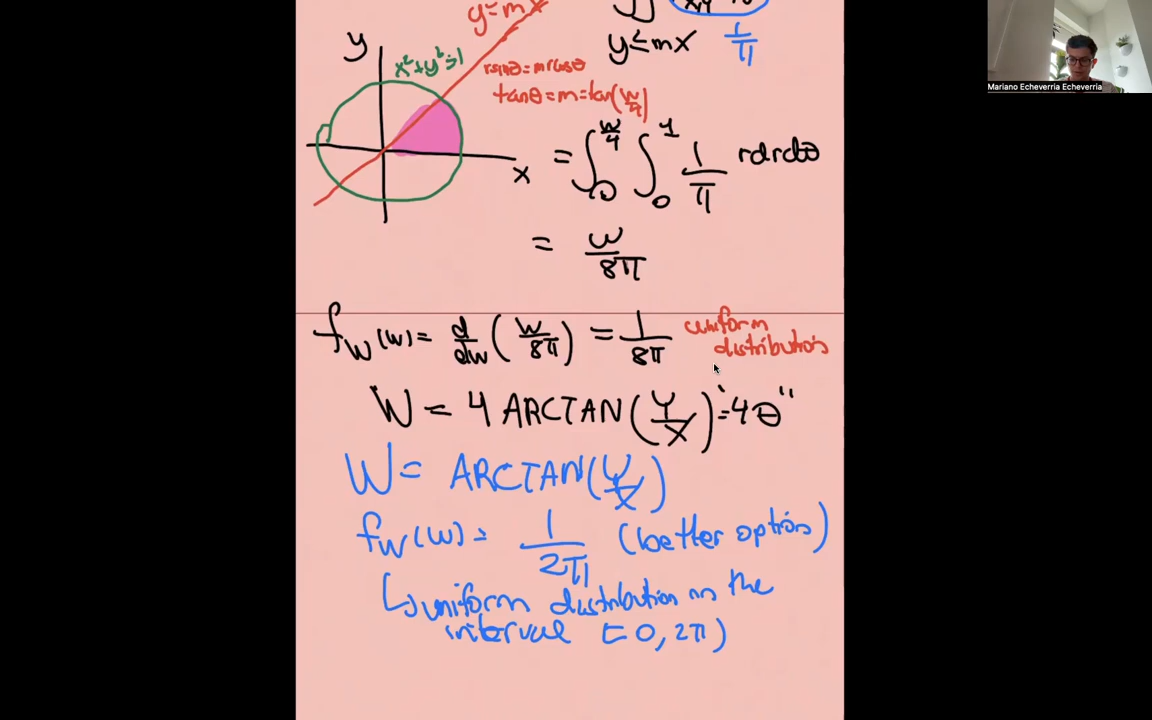 y=mx
y
x²+y²=1
y≤mx 1/π
rsinθ=mrcosθ
tanθ=m=tan(w/4)
x
= ∫₀^{w/4} ∫₀^1 1/π rdrdθ
= w/8π
f_W(w)= d/dw (w/8π) = 1/8π uniform distribution
W = 4 ARCTAN(Y/X) "=4θ"
W= ARCTAN(Y/X)
f_W(w)= 1/2π (better option)
↳uniform distribution in the
interval [0, 2π)
Mariano Echeverria Echeverria